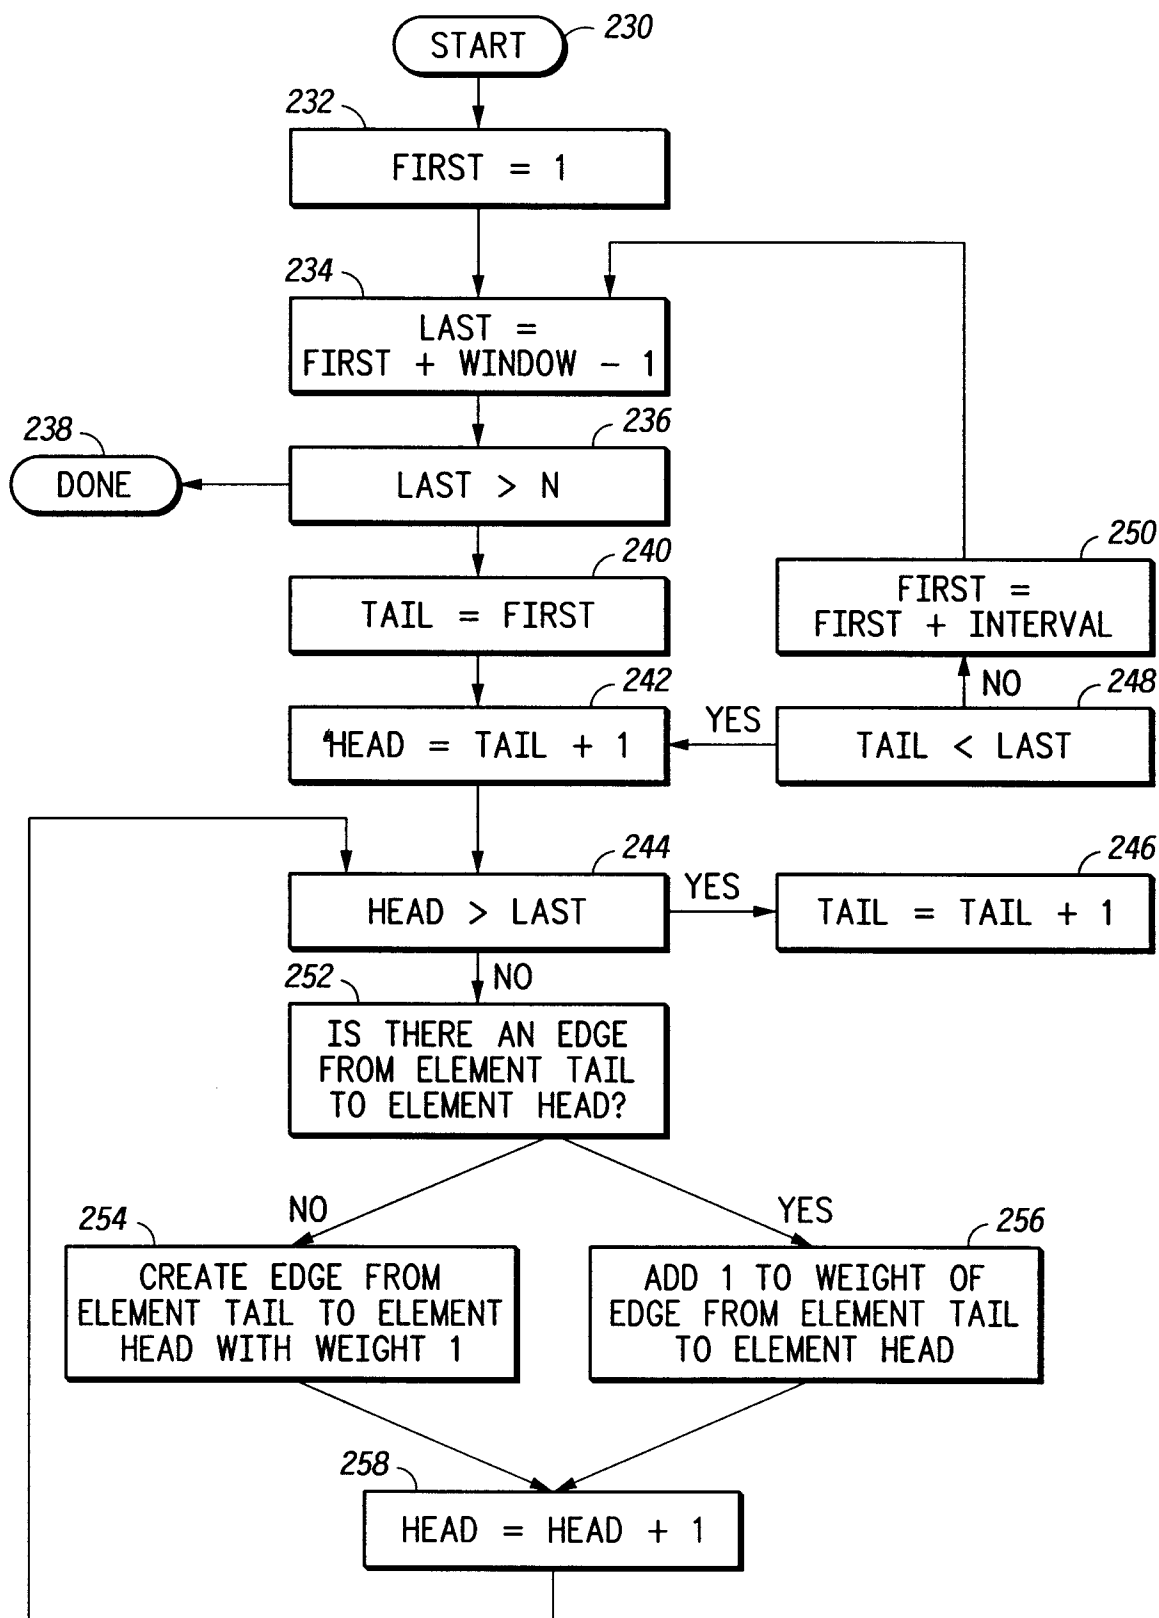 START
230
232
FIRST = 1
234
LAST =
FIRST + WINDOW - 1
236
LAST > N
238
DONE
240
TAIL = FIRST
250
FIRST =
FIRST + INTERVAL
242
HEAD = TAIL + 1
YES
NO
248
TAIL < LAST
244
HEAD > LAST
YES
246
TAIL = TAIL + 1
NO
252
IS THERE AN EDGE
FROM ELEMENT TAIL
TO ELEMENT HEAD?
NO
YES
254
CREATE EDGE FROM
ELEMENT TAIL TO ELEMENT
HEAD WITH WEIGHT 1
256
ADD 1 TO WEIGHT OF
EDGE FROM ELEMENT TAIL
TO ELEMENT HEAD
258
HEAD = HEAD + 1